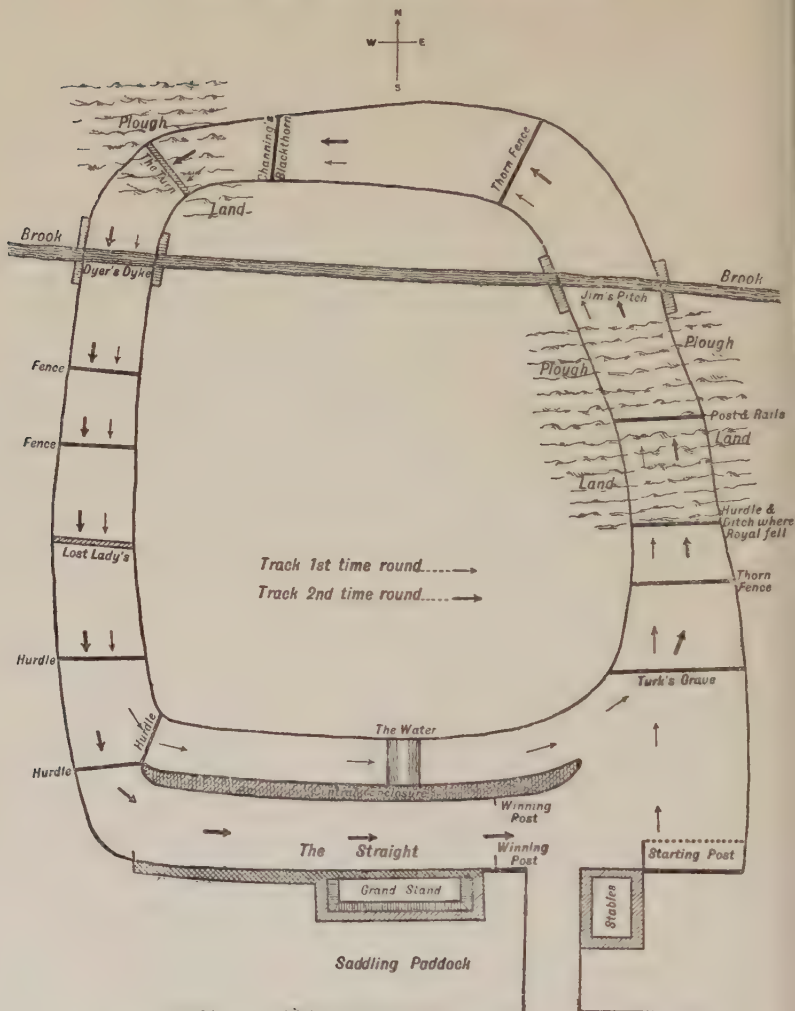 N
W E
S
Plough
The Turn
Land
Channing's
Blackthorn
Thorn Fence
Brook
Dyer's Dyke
Brook
Jim's Pitch
Plough
Plough
Fence
Post & Rails
Land
Fence
Land
Hurdle &
Ditch where
Royal fell
Lost Lady's
Track 1st time round
Track 2nd time round
Thorn
Fence
Hurdle
Turk's Grave
Hurdle
The Water
Hurdle
Enclosure
Winning
Post
The Straight
Winning
Post
Starting Post
Grand Stand
Stables
Saddling Paddock